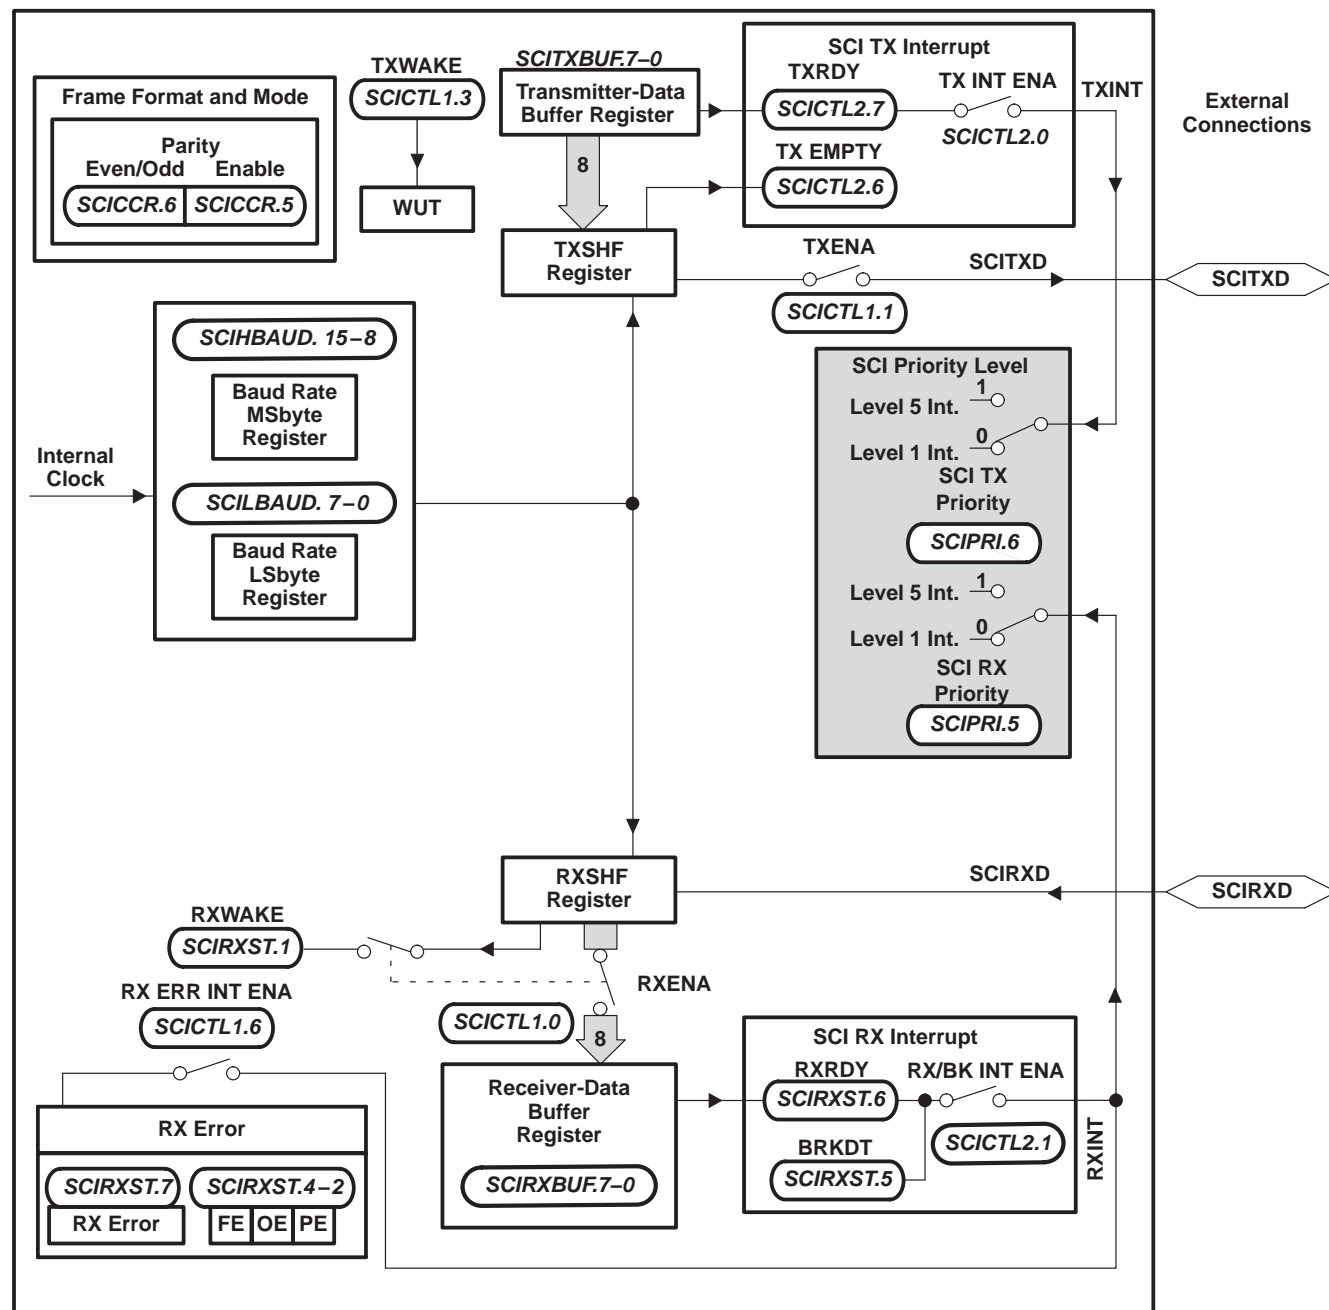 SCI TX Interrupt
SCITXBUF.7–0
TXWAKE
TXRDY
TX INT ENA
TXINT
SCICTL1.3
Transmitter-Data
Buffer Register
SCICTL2.7
SCICTL2.0
External
Connections
Frame Format and Mode
Parity
Even/Odd
Enable
SCICCR.6
SCICCR.5
WUT
8
TX EMPTY
SCICTL2.6
TXSHF
Register
TXENA
SCITXD
SCITXD
SCICTL1.1
SCIHBAUD. 15–8
Baud Rate
MSbyte
Register
Internal
Clock
SCILBAUD. 7–0
Baud Rate
LSbyte
Register
SCI Priority Level
1
Level 5 Int.
0
Level 1 Int.
SCI TX
Priority
SCIPRI.6
1
Level 5 Int.
0
Level 1 Int.
SCI RX
Priority
SCIPRI.5
RXSHF
Register
SCIRXD
SCIRXD
RXWAKE
SCIRXST.1
RXENA
RX ERR INT ENA
SCICTL1.6
SCICTL1.0
8
SCI RX Interrupt
Receiver-Data
Buffer
Register
SCIRXBUF.7–0
RXRDY
RX/BK INT ENA
SCIRXST.6
SCICTL2.1
BRKDT
SCIRXST.5
RXINT
RX Error
SCIRXST.7
SCIRXST.4–2
RX Error
FE OE PE